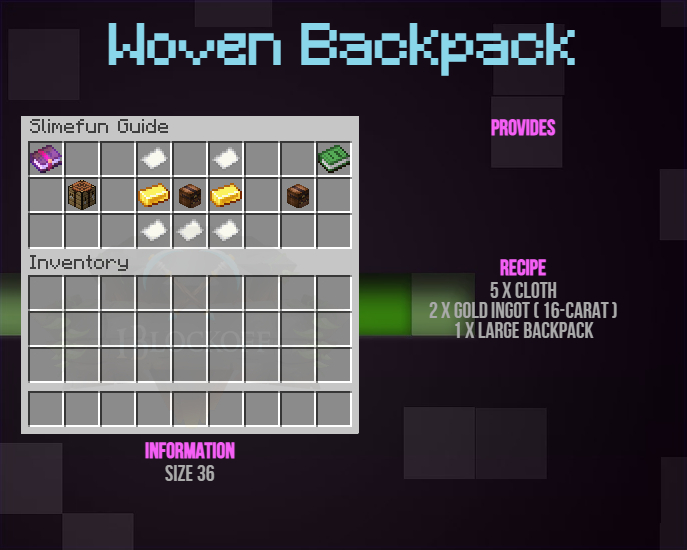 Woven Backpack
Slimefun Guide
PROVIDES
Inventory
RECIPE
5 X CLOTH
2 X GOLD INGOT ( 16-CARAT )
1 X LARGE BACKPACK
INFORMATION
SIZE 36